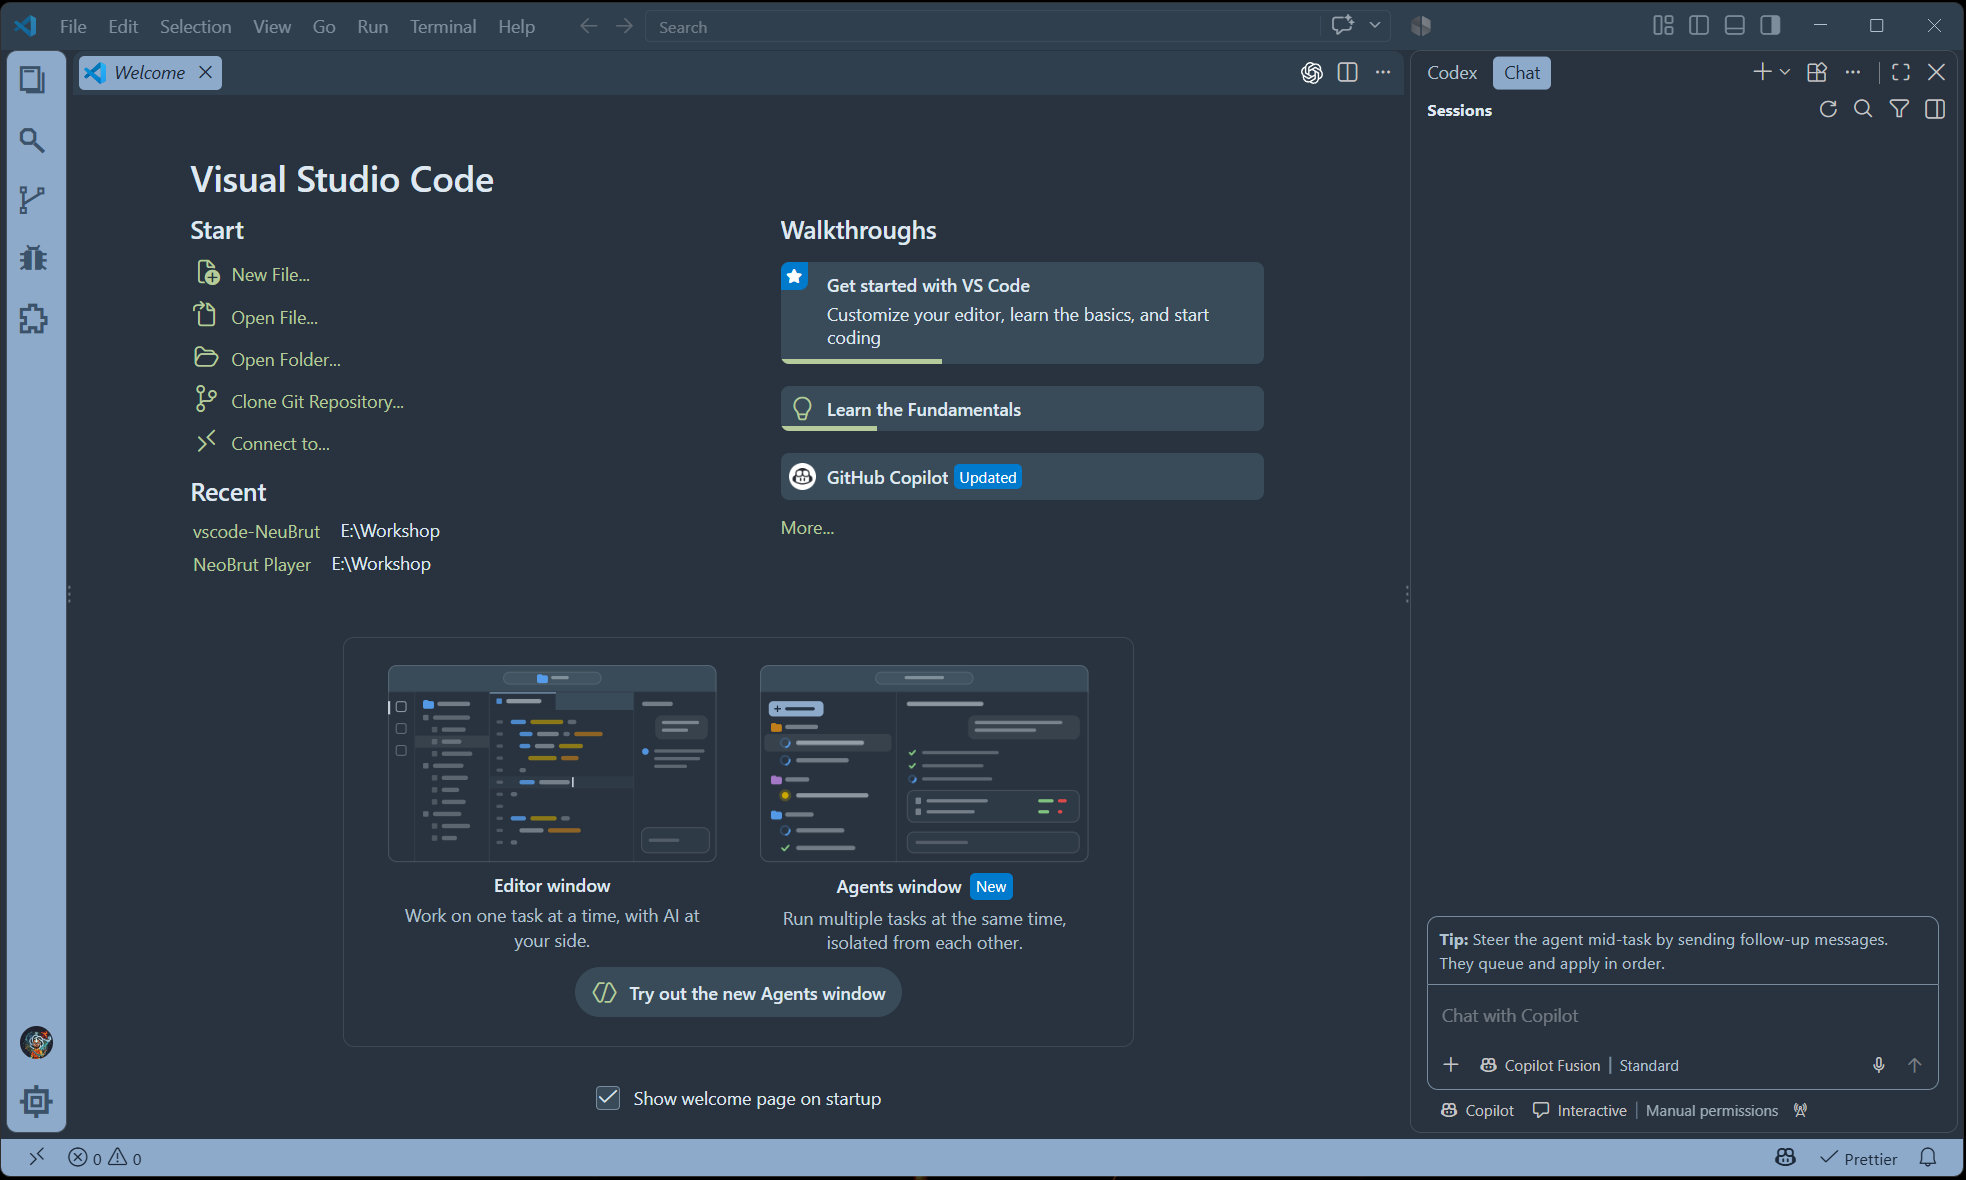 File Edit Selection View Go Run Terminal Help
Search
Welcome
Codex Chat
Sessions
Visual Studio Code
Start
New File...
Open File...
Open Folder...
Clone Git Repository...
Connect to...
Recent
vscode-NeuBrut E:\Workshop
NeoBrut Player E:\Workshop
Walkthroughs
Get started with VS Code
Customize your editor, learn the basics, and start
coding
Learn the Fundamentals
GitHub Copilot Updated
More...
Editor window
Work on one task at a time, with AI at
your side.
Agents window New
Run multiple tasks at the same time,
isolated from each other.
Try out the new Agents window
Show welcome page on startup
Tip: Steer the agent mid-task by sending follow-up messages.
They queue and apply in order.
Chat with Copilot
Copilot Fusion | Standard
Copilot Interactive | Manual permissions
0 0
Prettier